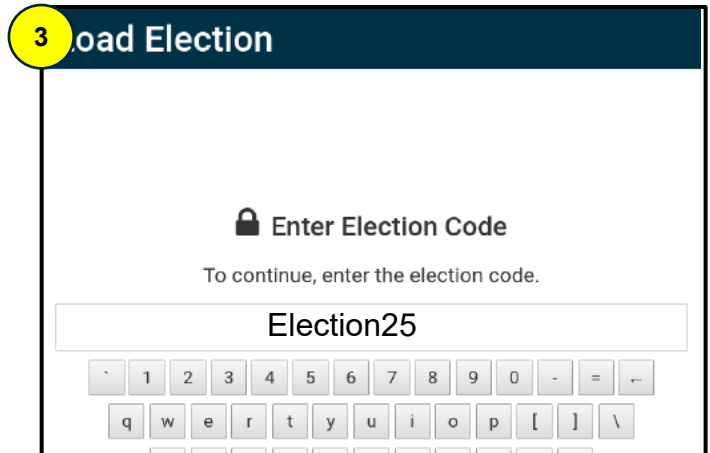 3
oad Election
Enter Election Code
To continue, enter the election code.
Election25
` 1 2 3 4 5 6 7 8 9 0 - = ←
q w e r t y u i o p [ ] \